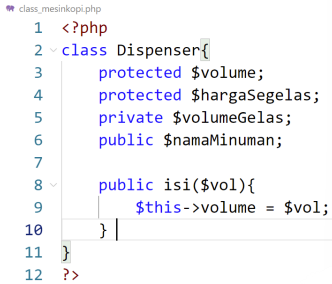 class_mesinkopi.php
1 <?php
2 class Dispenser{
3 protected $volume;
4 protected $hargaSegelas;
5 private $volumeGelas;
6 public $namaMinuman;
7
8 public isi($vol){
9 $this->volume = $vol;
10 }
11 }
12 ?>